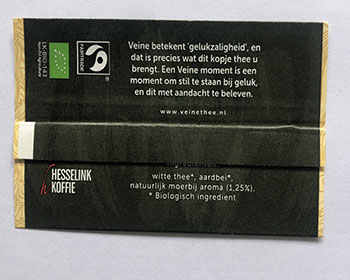 Veine betekent 'gelukzaligheid', en
dat is precies wat dit kopje thee u
brengt. Een Veine moment is een
moment om stil te staan bij geluk,
en dit met aandacht te beleven.
www.veinethee.nl
FAIRTRADE
HESSELINK
KOFFIE
witte thee*, aardbei*,
natuurlijk moerbij aroma (1,25%).
* Biologisch ingredient